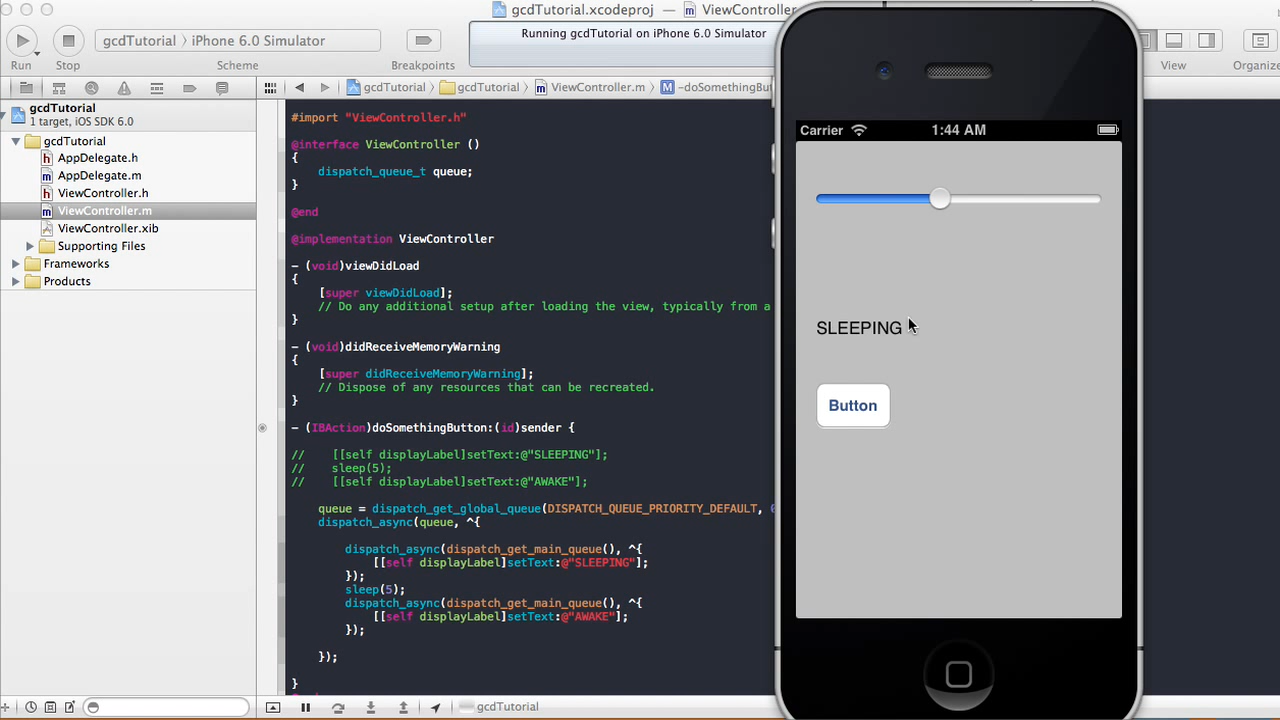 gcdTutorial.xcodeproj — ViewController.
gcdTutorial 〉 iPhone 6.0 Simulator
Running gcdTutorial on iPhone 6.0 Simulator
Run Stop Scheme Breakpoints View Organize
gcdTutorial gcdTutorial ViewController.m M -doSomethingBut
gcdTutorial
1 target, iOS SDK 6.0
gcdTutorial
h AppDelegate.h
m AppDelegate.m
h ViewController.h
m ViewController.m
ViewController.xib
Supporting Files
Frameworks
Products
#import "ViewController.h"
@interface ViewController ()
{
dispatch_queue_t queue;
}
@end
@implementation ViewController
- (void)viewDidLoad
{
[super viewDidLoad];
// Do any additional setup after loading the view, typically from a
}
- (void)didReceiveMemoryWarning
{
[super didReceiveMemoryWarning];
// Dispose of any resources that can be recreated.
}
- (IBAction)doSomethingButton:(id)sender {
// [[self displayLabel]setText:@"SLEEPING"];
// sleep(5);
// [[self displayLabel]setText:@"AWAKE"];
queue = dispatch_get_global_queue(DISPATCH_QUEUE_PRIORITY_DEFAULT,
dispatch_async(queue, ^{
dispatch_async(dispatch_get_main_queue(), ^{
[[self displayLabel]setText:@"SLEEPING"];
});
sleep(5);
dispatch_async(dispatch_get_main_queue(), ^{
[[self displayLabel]setText:@"AWAKE"];
});
});
}
gcdTutorial
Carrier 1:44 AM
SLEEPING
Button